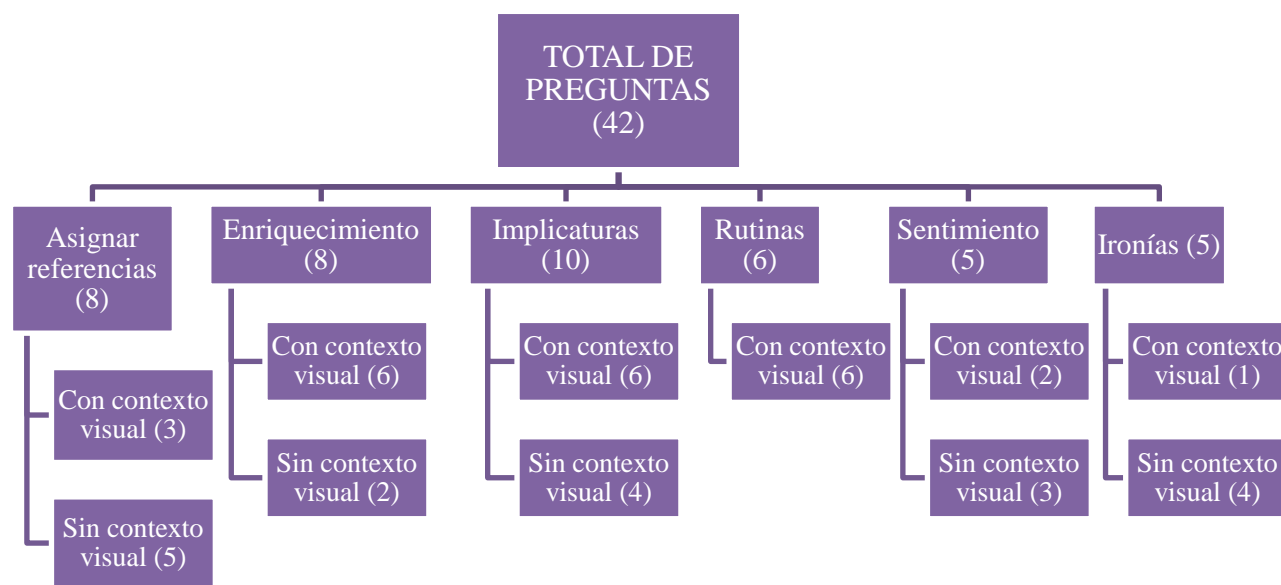 TOTAL DE
PREGUNTAS
(42)
Asignar
referencias
(8)
Con contexto
visual (3)
Sin contexto
visual (5)
Enriquecimiento
(8)
Con contexto
visual (6)
Sin contexto
visual (2)
Implicaturas
(10)
Con contexto
visual (6)
Sin contexto
visual (4)
Rutinas
(6)
Con contexto
visual (6)
Sentimiento
(5)
Con contexto
visual (2)
Sin contexto
visual (3)
Ironías (5)
Con contexto
visual (1)
Sin contexto
visual (4)